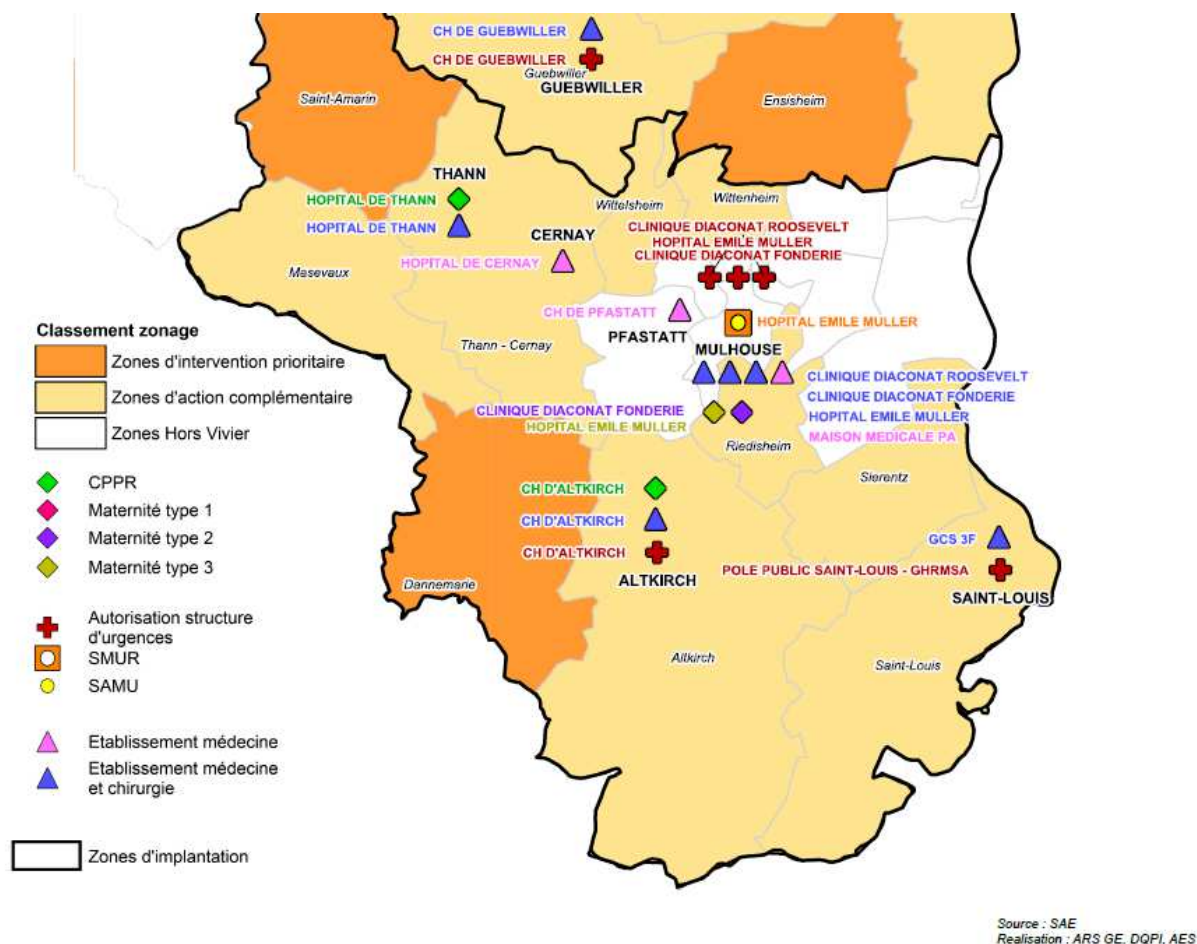 CH DE GUEBWILLER
CH DE GUEBWILLER
Guebwiller
GUEBWILLER
Saint-Amarin
Ensisheim
THANN
HOPITAL DE THANN
HOPITAL DE THANN
Wittelsheim
Wittenheim
CLINIQUE DIACONAT ROOSEVELT
HOPITAL EMILE MULLER
CLINIQUE DIACONAT FONDERIE
CERNAY
HOPITAL DE CERNAY
Masevaux
CH DE PFASTATT
PFASTATT
HOPITAL EMILE MULLER
MULHOUSE
Thann - Cernay
CLINIQUE DIACONAT ROOSEVELT
CLINIQUE DIACONAT FONDERIE
HOPITAL EMILE MULLER
MAISON MEDICALE PA
CLINIQUE DIACONAT FONDERIE
HOPITAL EMILE MULLER
Riedisheim
Sierentz
CH D'ALTKIRCH
CH D'ALTKIRCH
CH D'ALTKIRCH
ALTKIRCH
GCS 3F
POLE PUBLIC SAINT-LOUIS - GHRMSA
SAINT-LOUIS
Dannemarie
Altkirch
Saint-Louis
Classement zonage
Zones d'intervention prioritaire
Zones d'action complémentaire
Zones Hors Vivier
CPPR
Maternité type 1
Maternité type 2
Maternité type 3
Autorisation structure
d'urgences
SMUR
SAMU
Etablissement médecine
Etablissement médecine
et chirurgie
Zones d'implantation
Source : SAE
Realisation : ARS GE, DQPI, AES